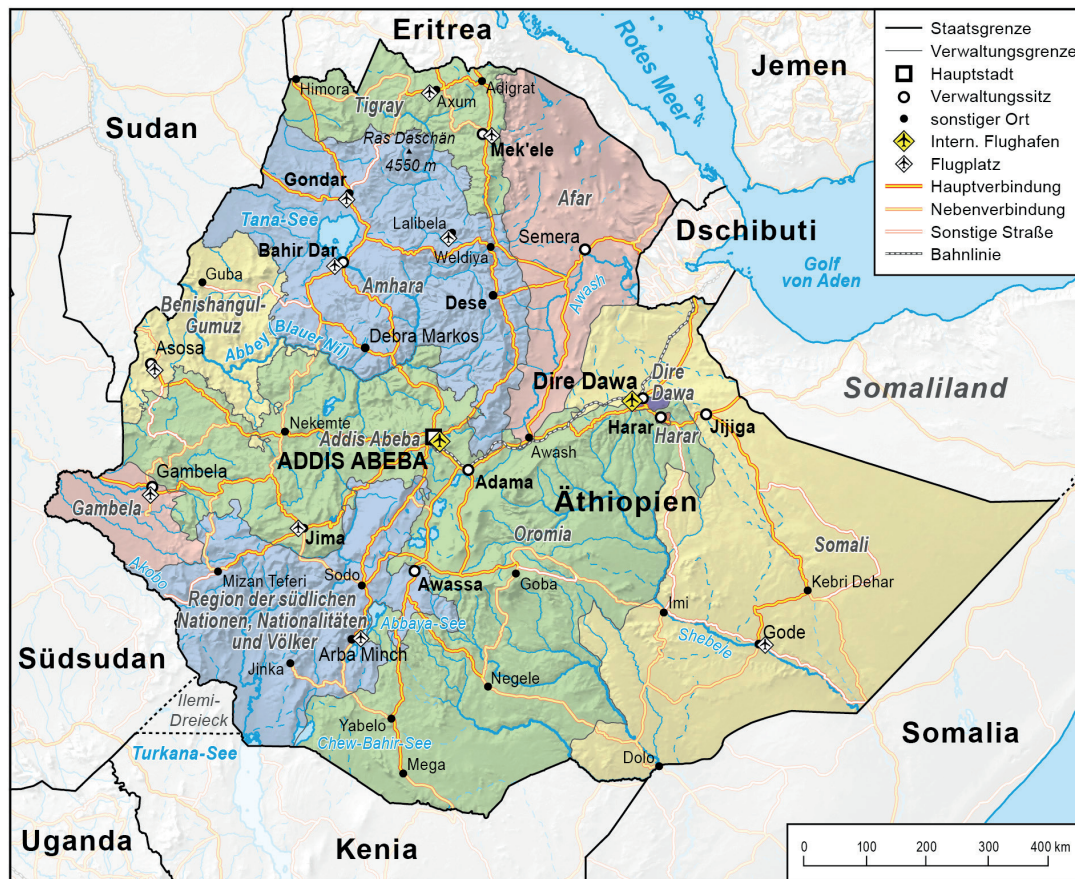 Eritrea
Rotes Meer
Jemen
Sudan
Staatsgrenze
Verwaltungsgrenze
Hauptstadt
Verwaltungssitz
sonstiger Ort
Intern. Flughafen
Flugplatz
Hauptverbindung
Nebenverbindung
Sonstige Straße
Bahnlinie
Himora
Axum
Adigrat
Tigray
Ras Daschän
4550 m
Mek'ele
Gondar
Afar
Tana-See
Lalibela
Semera
Dschibuti
Bahir Dar
Weldiya
Golf
von Aden
Guba
Amhara
Awash
Benishangul-
Gumuz
Dese
Abbey (Blauer Nil)
Debra Markos
Asosa
Dire Dawa
Dire
Dawa
Somaliland
Nekemte
Addis Abeba
ADDIS ABEBA
Harar
Harar
Jijiga
Awash
Gambela
Adama
Äthiopien
Gambela
Jima
Oromia
Somali
Akobo
Mizan Teferi
Sodo
Awassa
Goba
Kebri Dehar
Region der südlichen
Nationen, Nationalitäten
und Völker
Abbaya-See
Imi
Shebele
Gode
Südsudan
Arba Minch
Jinka
Negele
Ilemi-
Dreieck
Yabelo
Chew-Bahir-See
Turkana-See
Mega
Dolo
Somalia
Uganda
Kenia
0 100 200 300 400 km